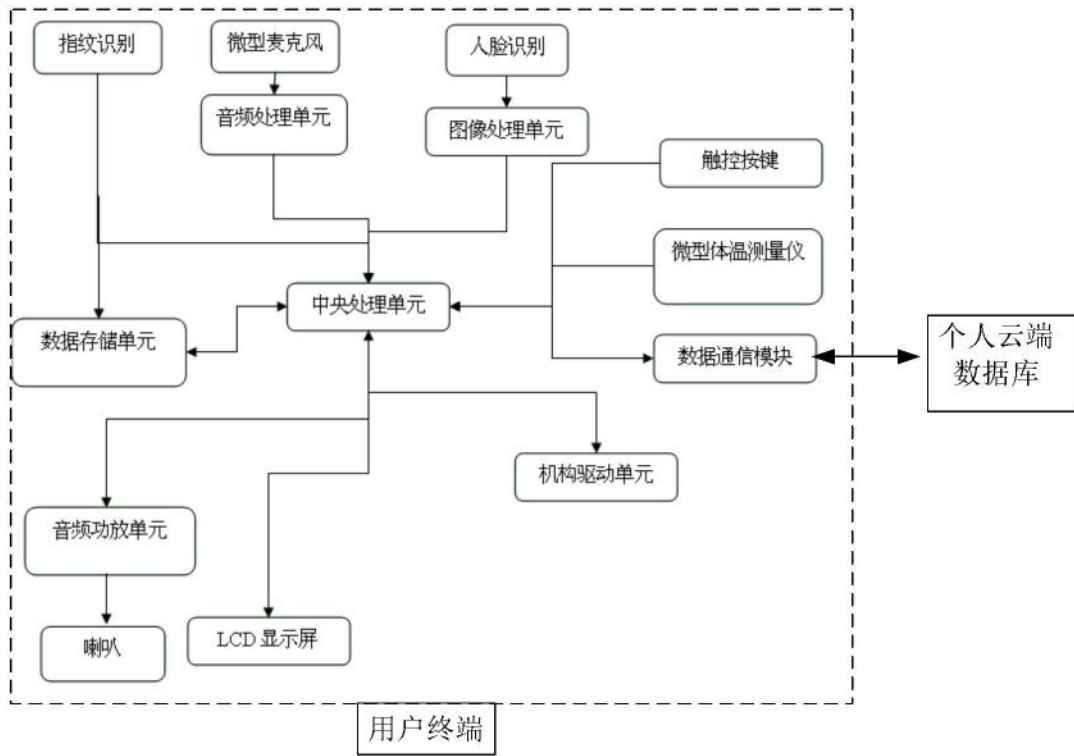 指纹识别
微型麦克风
人脸识别
音频处理单元
图像处理单元
触控按键
微型体温测量仪
中央处理单元
数据存储单元
数据通信模块
个人云端
数据库
机构驱动单元
音频功放单元
喇叭
LCD 显示屏
用户终端